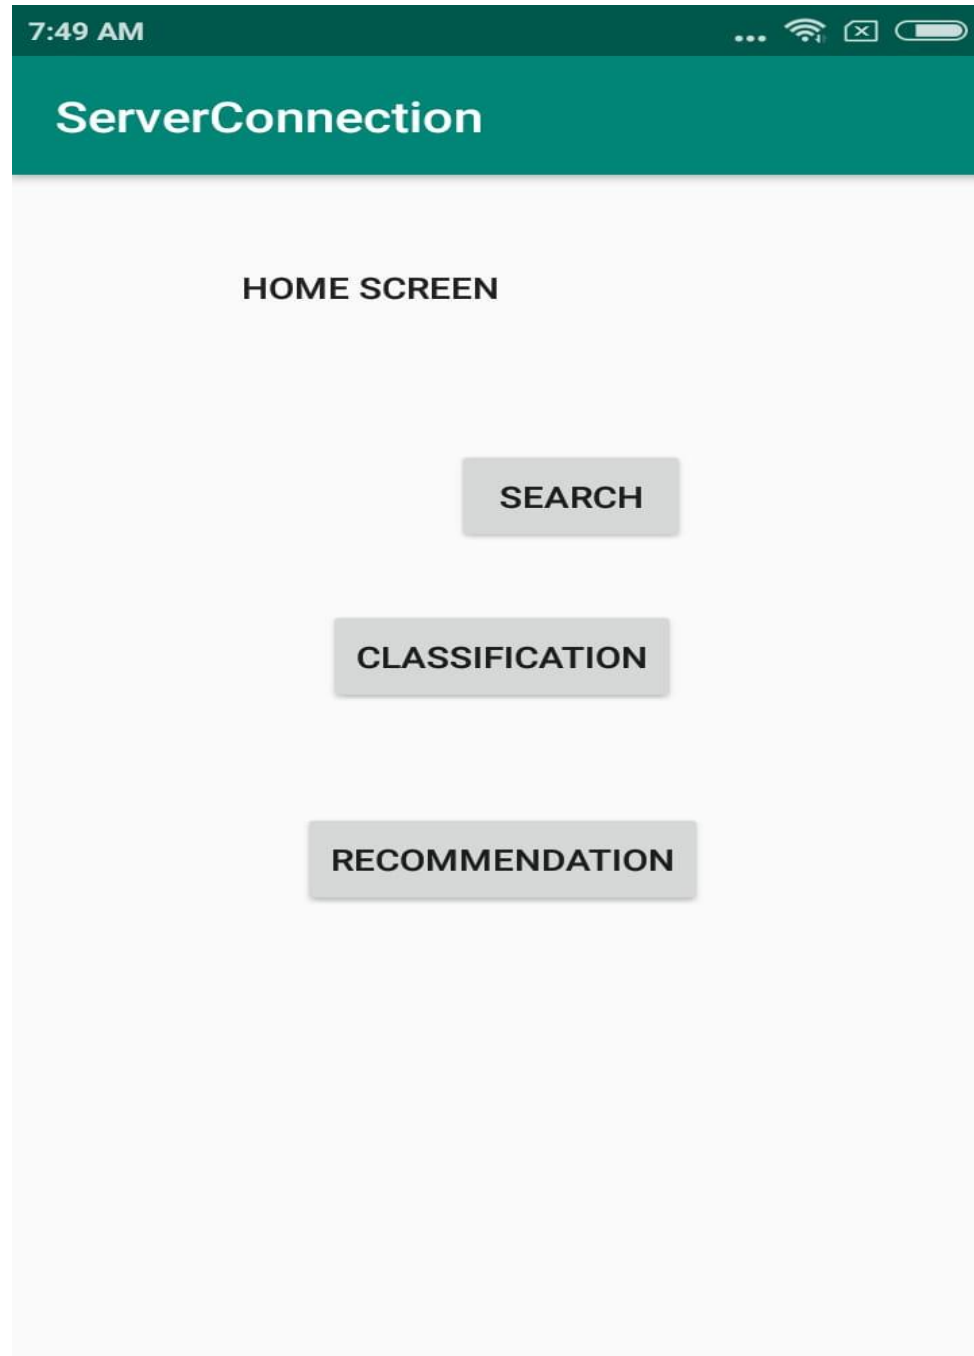 7:49 AM
ServerConnection
HOME SCREEN
SEARCH
CLASSIFICATION
RECOMMENDATION